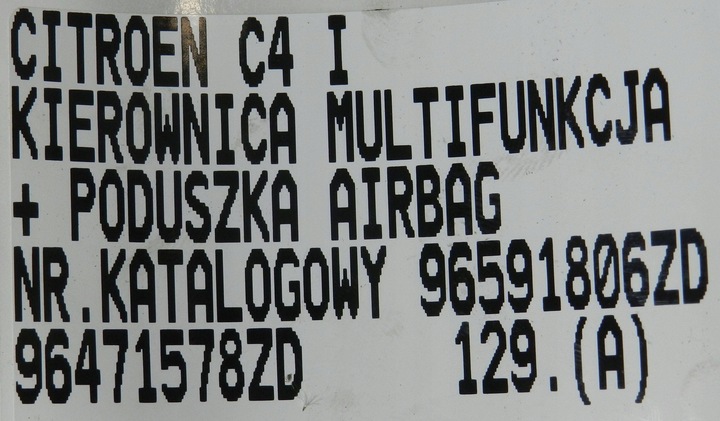 CITROEN C4 I
KIEROWNICA MULTIFUNKCJA
+ PODUSZKA AIRBAG
NR.KATALOGOWY 96591806ZD
96471578ZD 129.(A)